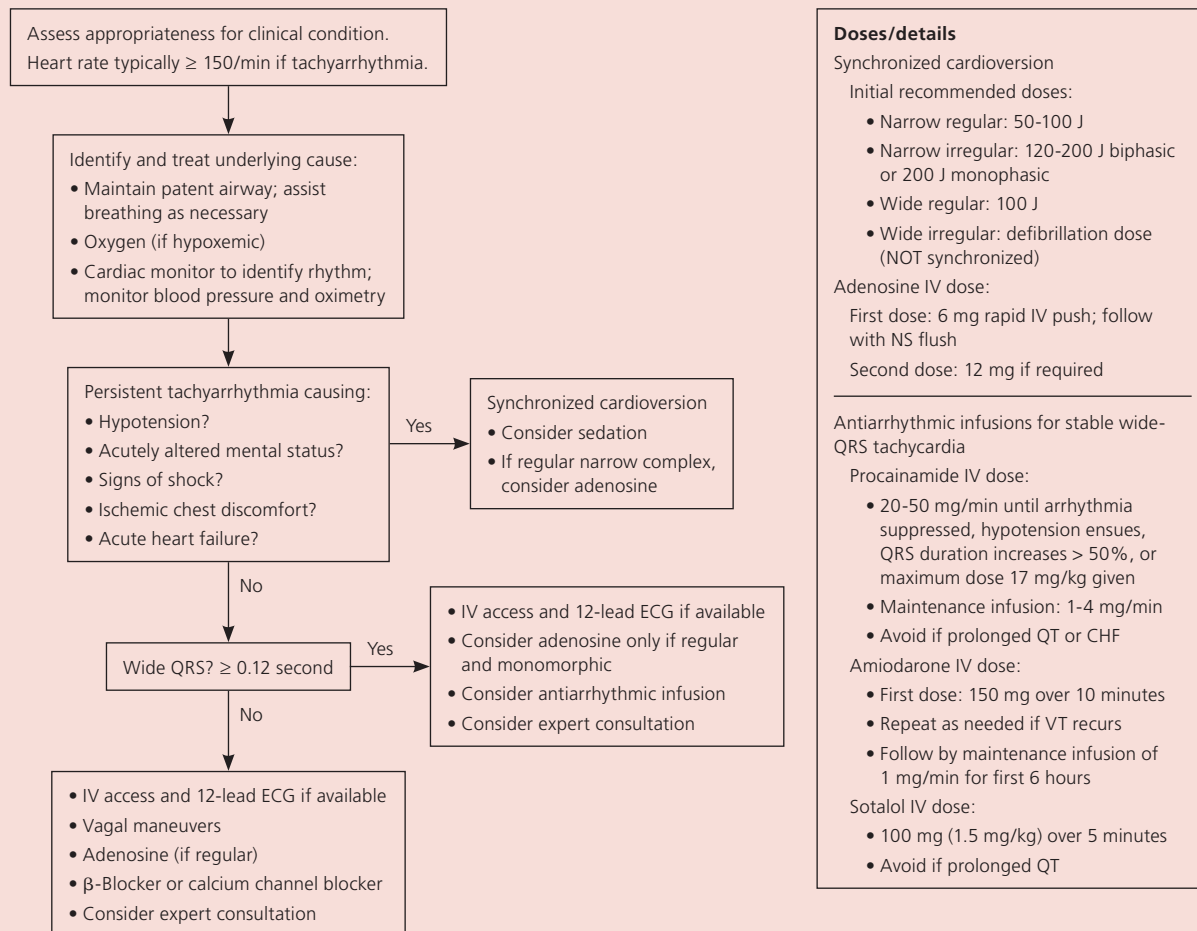 Assess appropriateness for clinical condition.
Heart rate typically ≥ 150/min if tachyarrhythmia.
Identify and treat underlying cause:
• Maintain patent airway; assist
breathing as necessary
• Oxygen (if hypoxemic)
• Cardiac monitor to identify rhythm;
monitor blood pressure and oximetry
Persistent tachyarrhythmia causing:
• Hypotension?
• Acutely altered mental status?
• Signs of shock?
• Ischemic chest discomfort?
• Acute heart failure?
Yes
Synchronized cardioversion
• Consider sedation
• If regular narrow complex,
consider adenosine
No
Wide QRS? ≥ 0.12 second
Yes
• IV access and 12-lead ECG if available
• Consider adenosine only if regular
and monomorphic
• Consider antiarrhythmic infusion
• Consider expert consultation
No
• IV access and 12-lead ECG if available
• Vagal maneuvers
• Adenosine (if regular)
• β-Blocker or calcium channel blocker
• Consider expert consultation
Doses/details
Synchronized cardioversion
Initial recommended doses:
• Narrow regular: 50-100 J
• Narrow irregular: 120-200 J biphasic
or 200 J monophasic
• Wide regular: 100 J
• Wide irregular: defibrillation dose
(NOT synchronized)
Adenosine IV dose:
First dose: 6 mg rapid IV push; follow
with NS flush
Second dose: 12 mg if required
Antiarrhythmic infusions for stable wide-
QRS tachycardia
Procainamide IV dose:
• 20-50 mg/min until arrhythmia
suppressed, hypotension ensues,
QRS duration increases > 50%, or
maximum dose 17 mg/kg given
• Maintenance infusion: 1-4 mg/min
• Avoid if prolonged QT or CHF
Amiodarone IV dose:
• First dose: 150 mg over 10 minutes
• Repeat as needed if VT recurs
• Follow by maintenance infusion of
1 mg/min for first 6 hours
Sotalol IV dose:
• 100 mg (1.5 mg/kg) over 5 minutes
• Avoid if prolonged QT